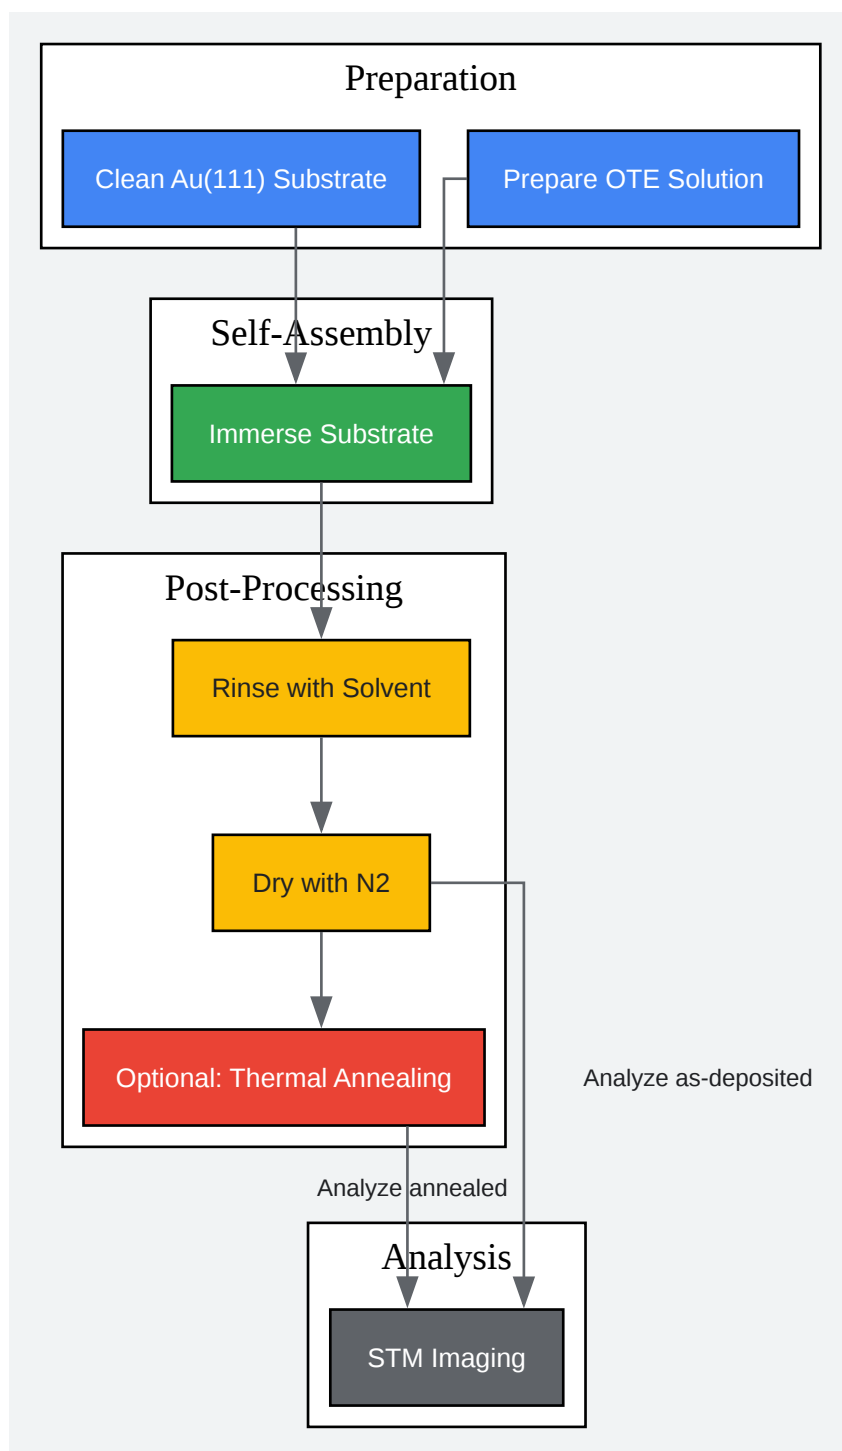 Preparation
Clean Au(111) Substrate
Prepare OTE Solution
Self-Assembly
Immerse Substrate
Post-Processing
Rinse with Solvent
Dry with N2
Optional: Thermal Annealing
Analyze as-deposited
Analyze annealed
Analysis
STM Imaging